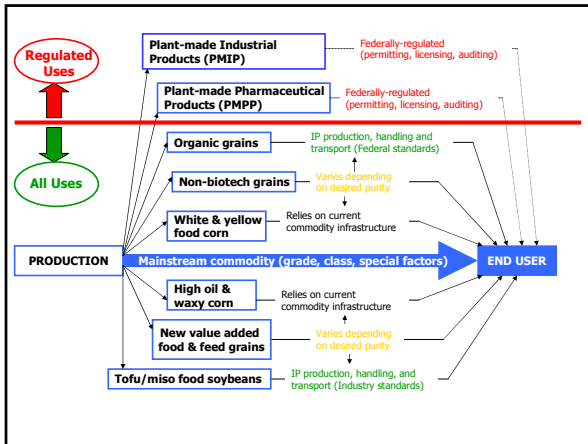 Regulated
Uses
Plant-made Industrial
Products (PMIP)
Federally-regulated
(permitting, licensing, auditing)
Plant-made Pharmaceutical
Products (PMPP)
Federally-regulated
(permitting, licensing, auditing)
All Uses
Organic grains
IP production, handling and
transport (Federal standards)
Non-biotech grains
Varies depending
on desired purity
White & yellow
food corn
Relies on current
commodity infrastructure
PRODUCTION
Mainstream commodity (grade, class, special factors)
END USER
High oil &
waxy corn
Relies on current
commodity infrastructure
New value added
food & feed grains
Varies depending
on desired purity
Tofu/miso food soybeans
IP production, handling, and
transport (Industry standards)